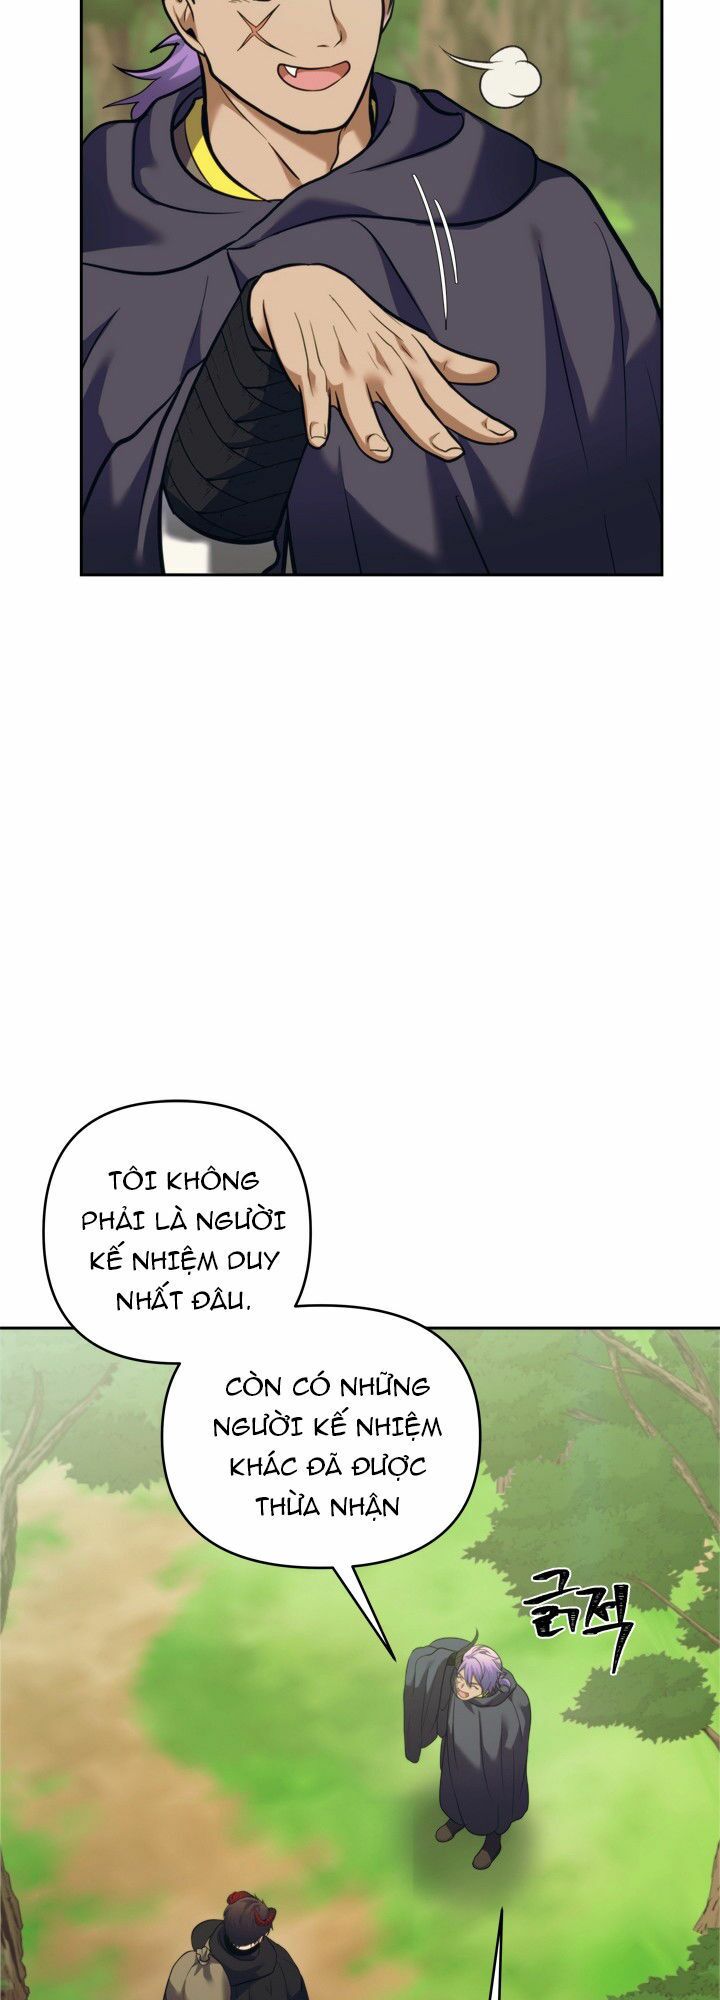 TÔI KHÔNG
PHẢI LÀ NGƯỜI
KẾ NHIỆM DUY
NHẤT ĐÂU.
CÒN CÓ NHỮNG
NGƯỜI KẾ NHIỆM
KHÁC ĐÃ ĐƯỢC
THỪA NHẬN
긁적